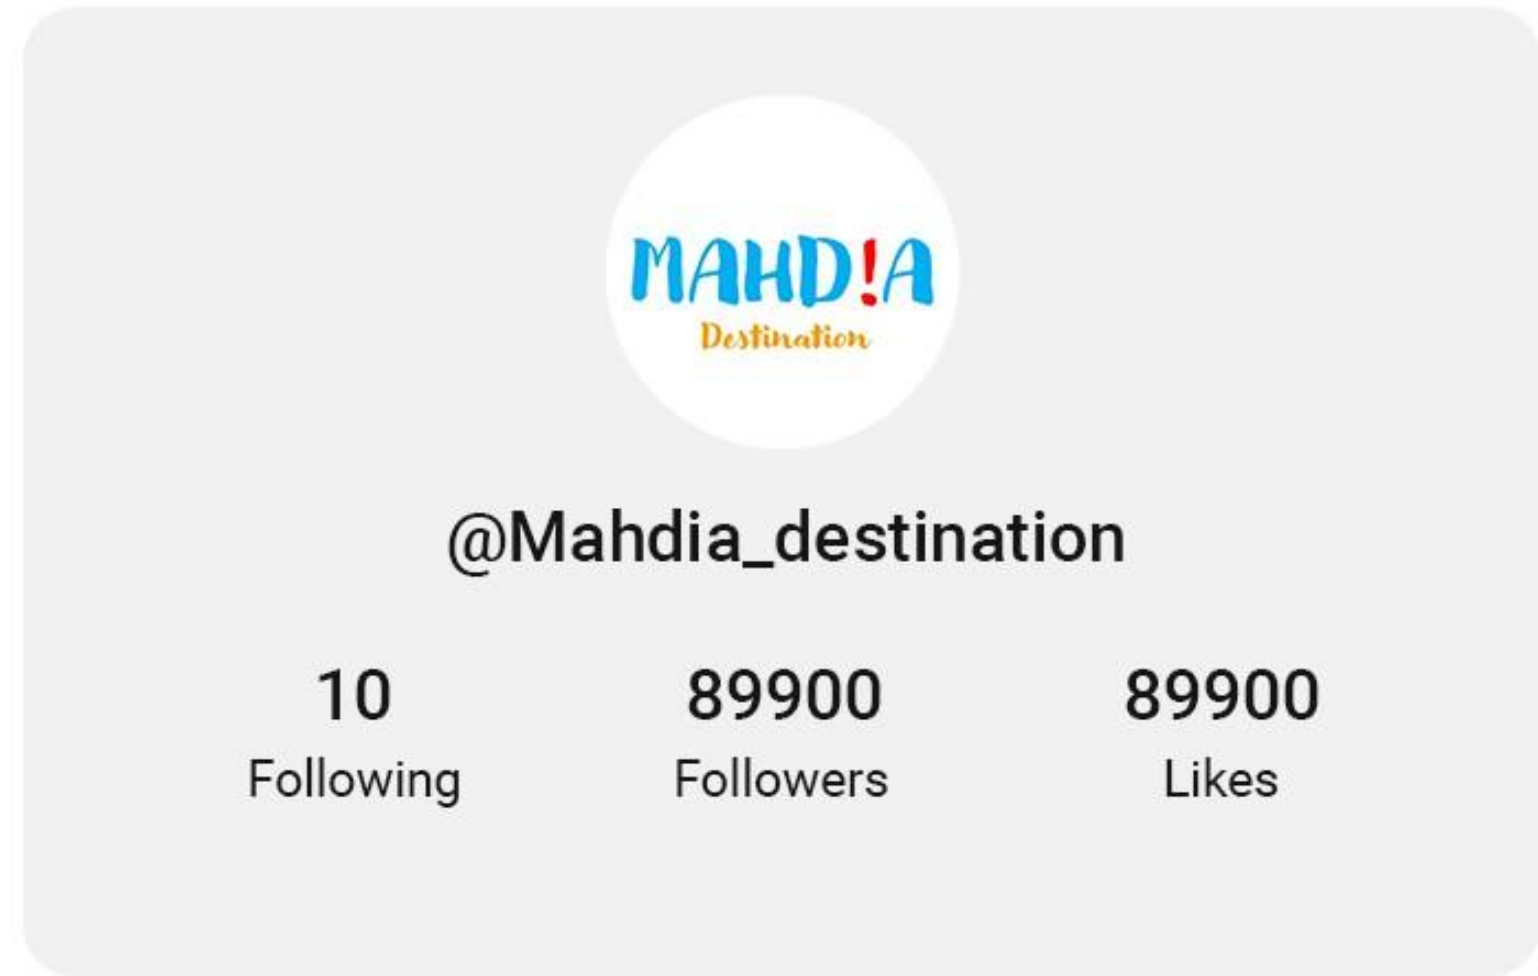 MAHD!A
Destination
@Mahdia_destination
10 89900 89900
Following Followers Likes